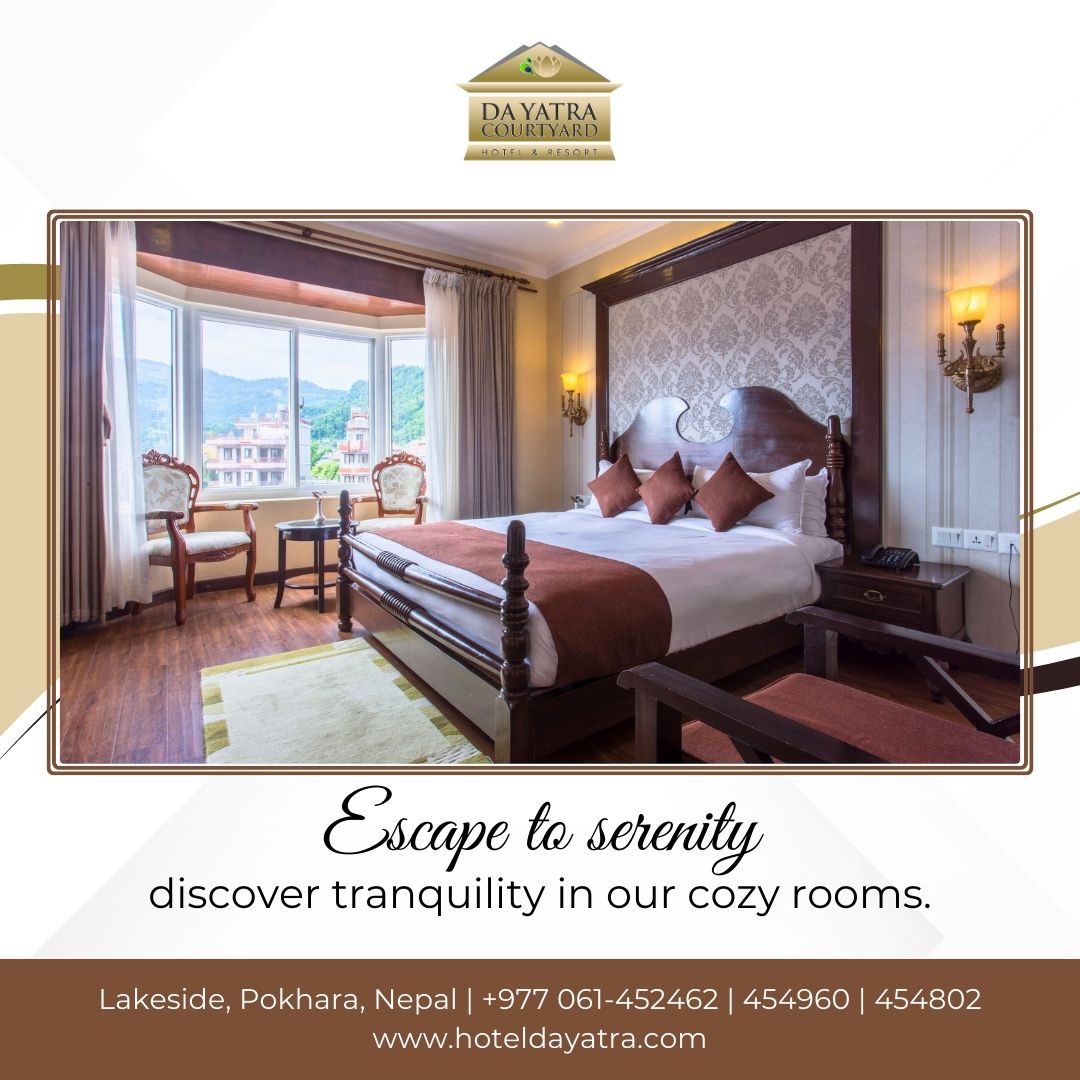 DAYATRA
COURTYARD
HOTEL & RESORT
Escape to serenity
discover tranquility in our cozy rooms.
Lakeside, Pokhara, Nepal | +977 061-452462 | 454960 | 454802
www.hoteldayatra.com